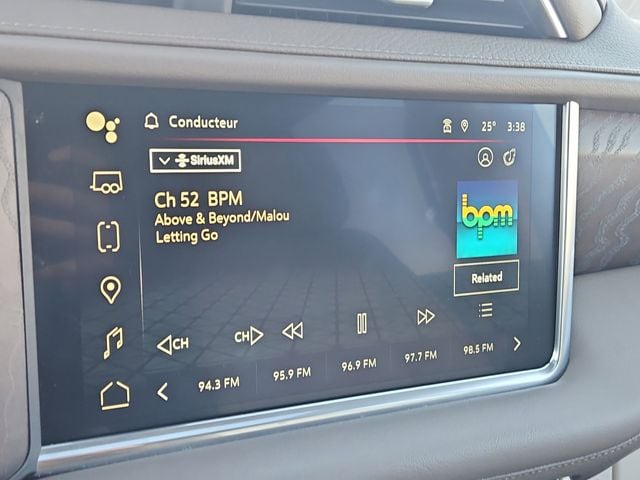 Conducteur
25° 3:38
SiriusXM
Ch 52 BPM
Above & Beyond/Malou
Letting Go
bpm
Related
CH CH
94.3 FM 95.9 FM 96.9 FM 97.7 FM 98.5 FM